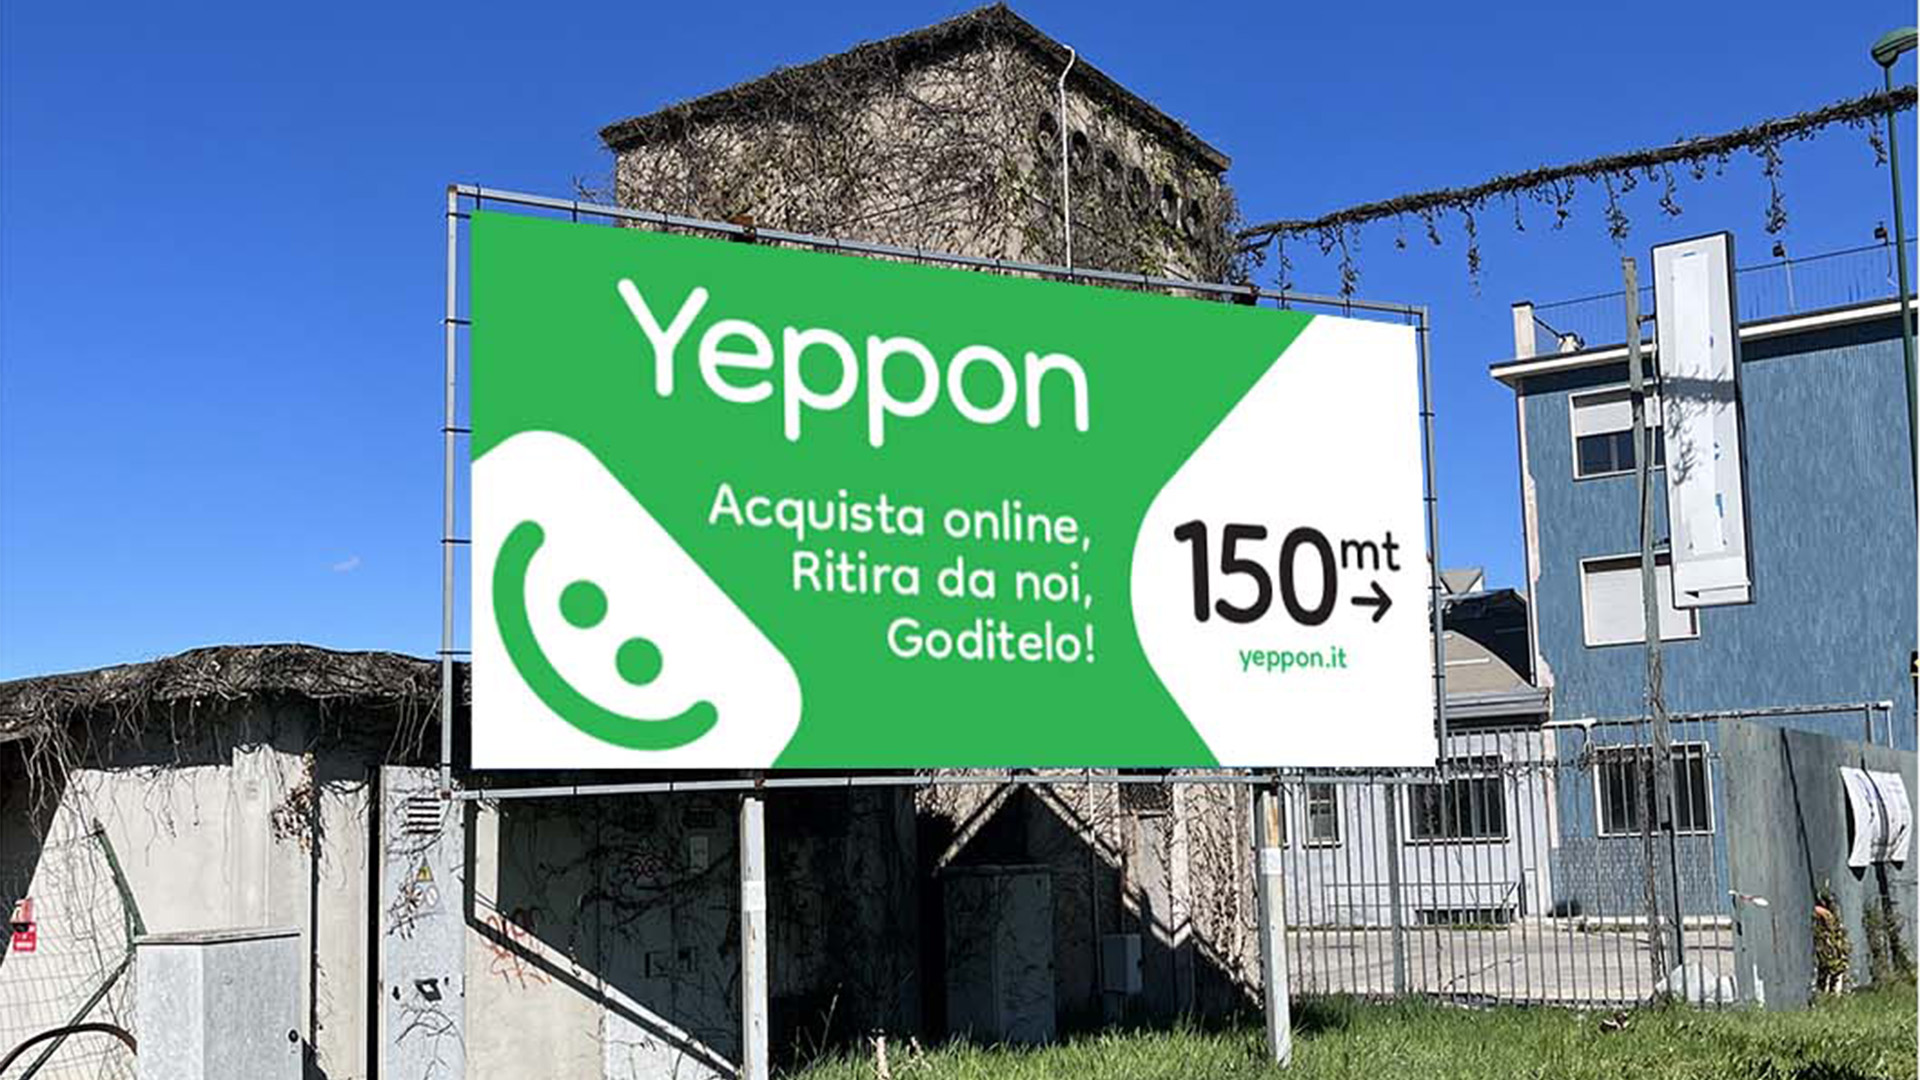 Yeppon
Acquista online,
Ritira da noi,
Goditelo!
150mt
→
yeppon.it